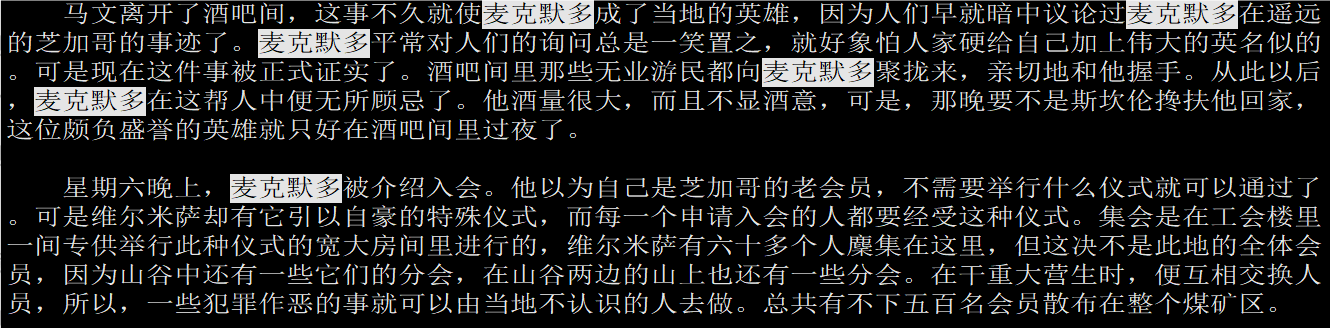 马文离开了酒吧间，这事不久就使麦克默多成了当地的英雄，因为人们早就暗中议论过麦克默多在遥远
的芝加哥的事迹了。麦克默多平常对人们的询问总是一笑置之，就好象怕人家硬给自己加上伟大的英名似的
。可是现在这件事被正式证实了。酒吧间里那些无业游民都向麦克默多聚拢来，亲切地和他握手。从此以后
，麦克默多在这帮人中便无所顾忌了。他酒量很大，而且不显酒意，可是，那晚要不是斯坎伦搀扶他回家，
这位颇负盛誉的英雄就只好在酒吧间里过夜了。
星期六晚上，麦克默多被介绍入会。他以为自己是芝加哥的老会员，不需要举行什么仪式就可以通过了
。可是维尔米萨却有它引以自豪的特殊仪式，而每一个申请入会的人都要经受这种仪式。集会是在工会楼里
一间专供举行此种仪式的宽大房间里进行的，维尔米萨有六十多个人麇集在这里，但这决不是此地的全体会
员，因为山谷中还有一些它们的分会，在山谷两边的山上也还有一些分会。在干重大营生时，便互相交换人
员，所以，一些犯罪作恶的事就可以由当地不认识的人去做。总共有不下五百名会员散布在整个煤矿区。